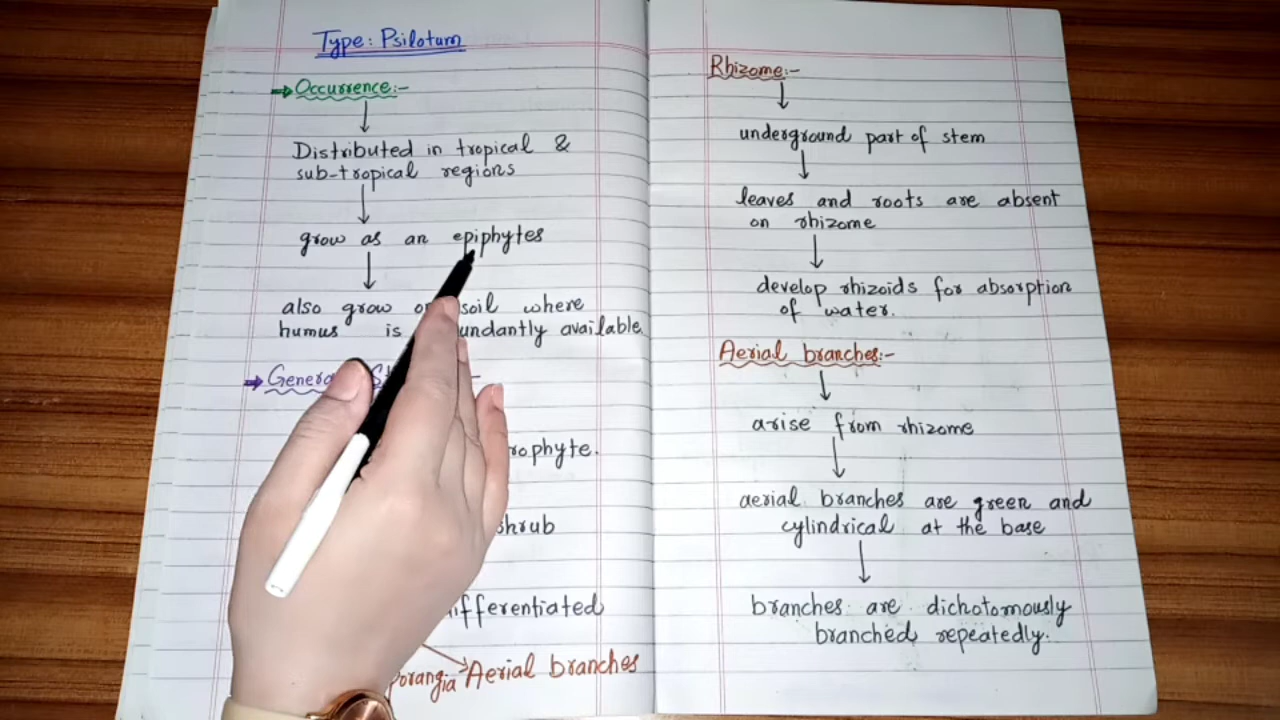 Type: Psilotum
Occurrence:-
Distributed in tropical &
sub-tropical regions
grow as an epiphytes
also grow on soil where
humus is abundantly available.
General
shrub
Aerial branches
Rhizome:-
underground part of stem
leaves and roots are absent
on rhizome
develop rhizoids for absorption
of water.
Aerial branches:-
arise from rhizome
aerial branches are green and
cylindrical at the base
branches are dichotomously
branched repeatedly.